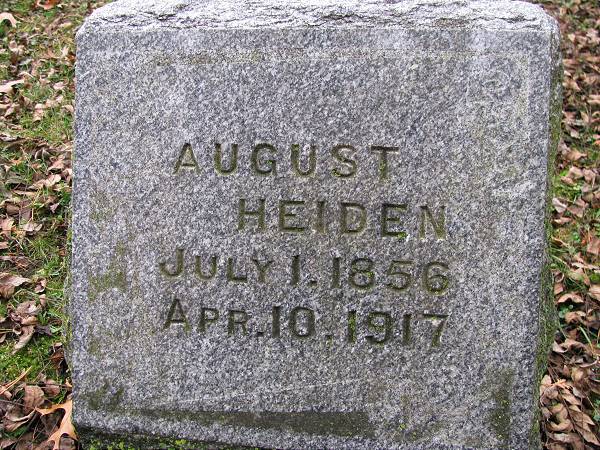 AUGUST
HEIDEN
JULY 1. 1856
APR. 10. 1917